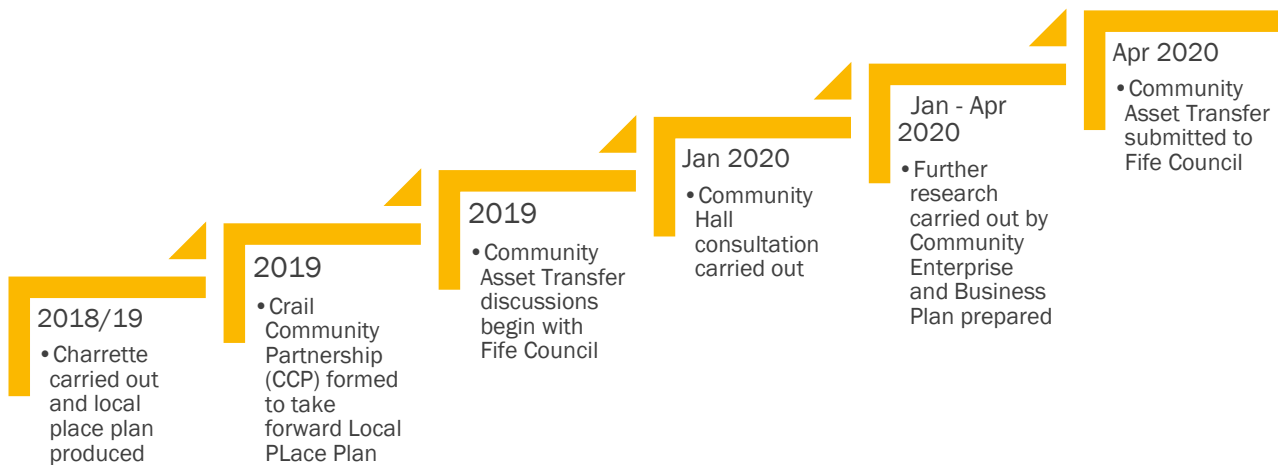 2018/19
•Charrette
carried out
and local
place plan
produced
2019
•Crail
Community
Partnership
(CCP) formed
to take
forward Local
PLace Plan
2019
•Community
Asset Transfer
discussions
begin with
Fife Council
Jan 2020
•Community
Hall
consultation
carried out
Jan - Apr
2020
•Further
research
carried out by
Community
Enterprise
and Business
Plan prepared
Apr 2020
•Community
Asset Transfer
submitted to
Fife Council